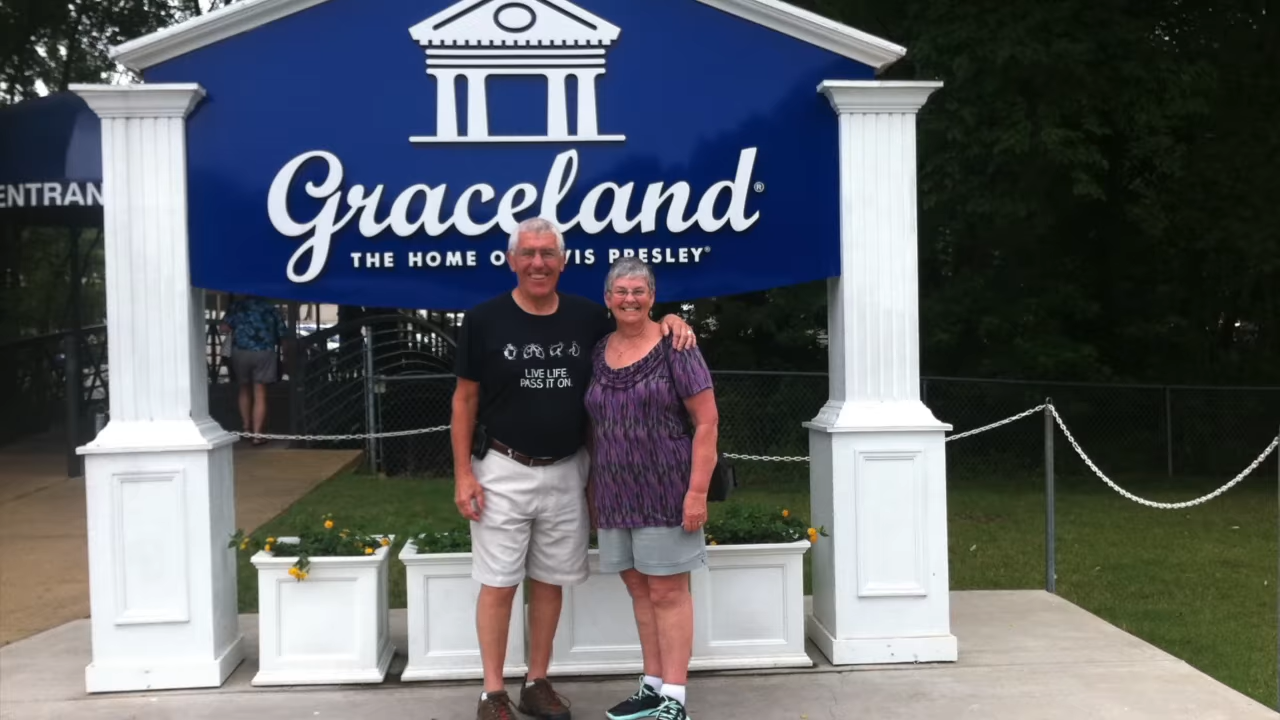 ENTRAN
Graceland®
THE HOME O VIS PRESLEY®
LIVE LIFE.
PASS IT ON.